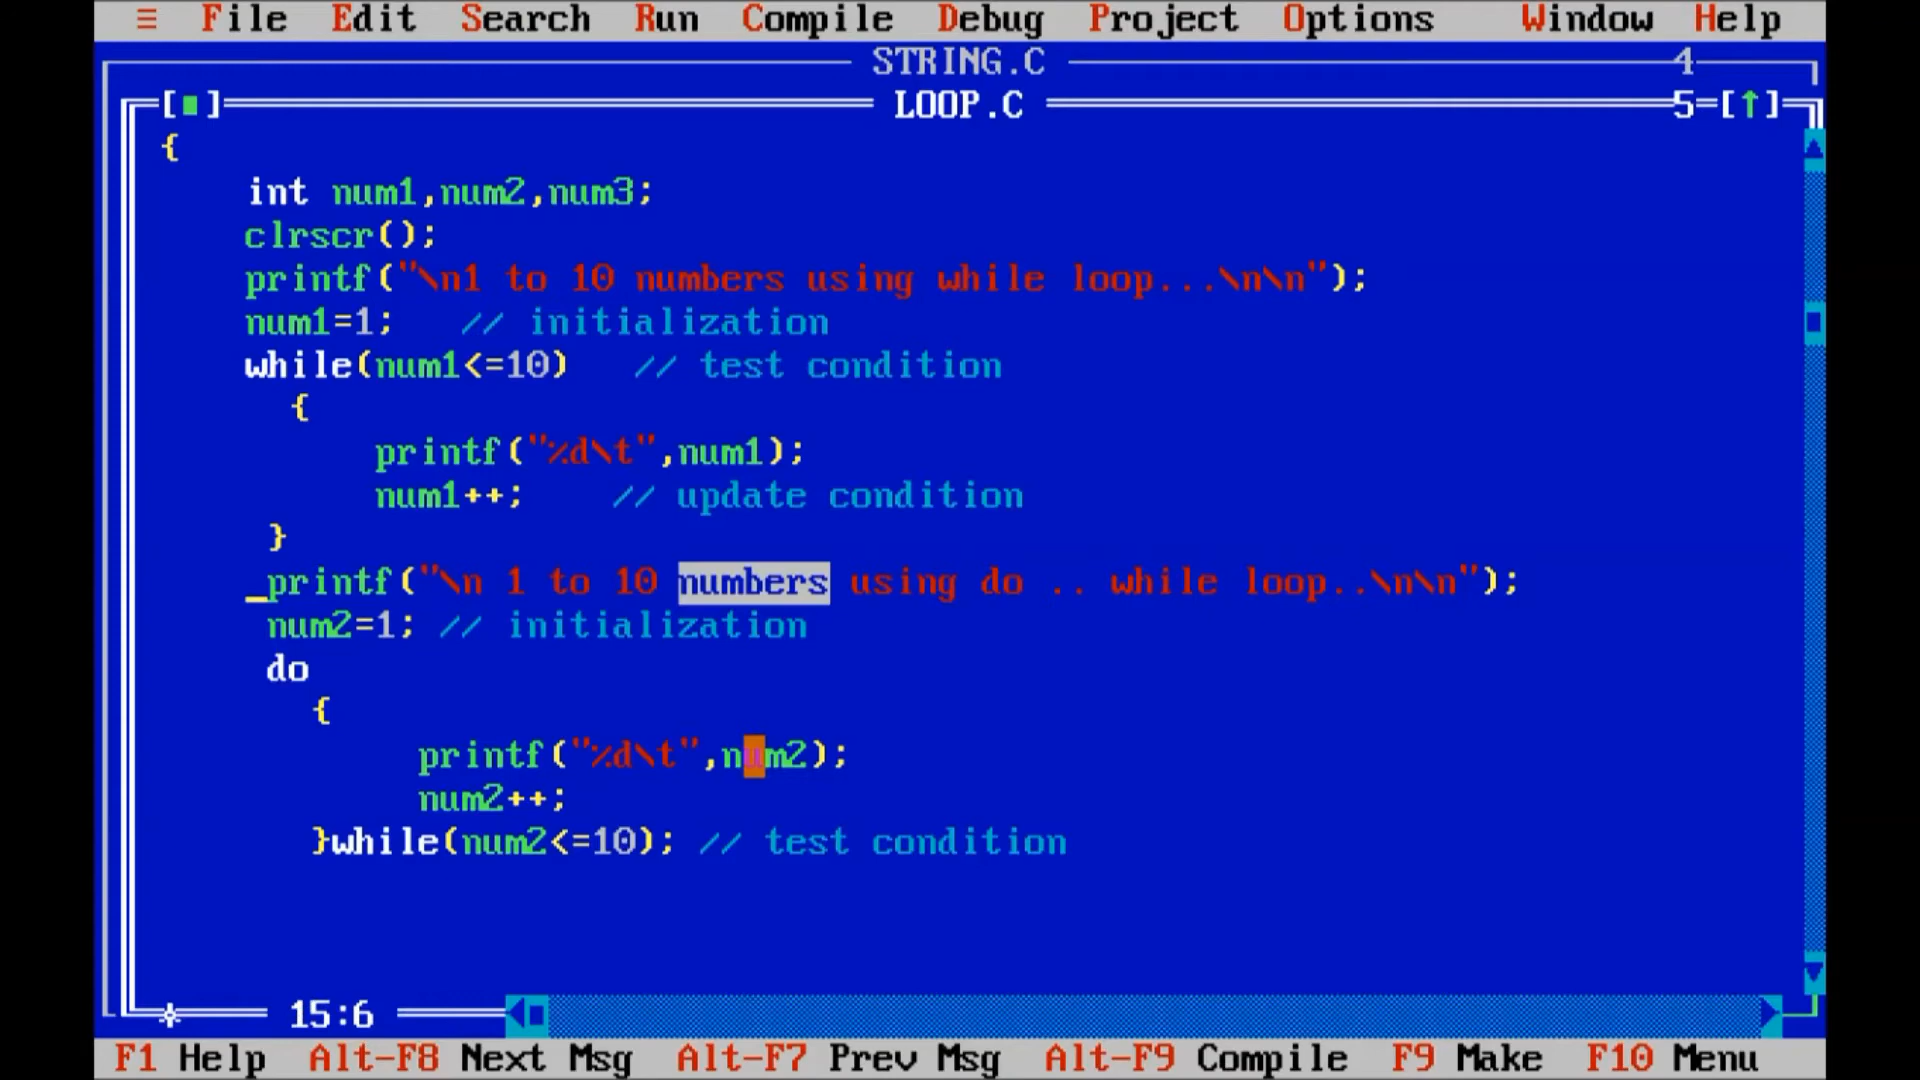 ≡ File Edit Search Run Compile Debug Project Options Window Help
STRING.C 4
[■] LOOP.C 5=[↑]
{
int num1,num2,num3;
clrscr();
printf("\n1 to 10 numbers using while loop...\n\n");
num1=1; // initialization
while(num1<=10) // test condition
{
printf("%d\t",num1);
num1++; // update condition
}
printf("\n 1 to 10 numbers using do .. while loop..\n\n");
num2=1; // initialization
do
{
printf("%d\t",num2);
num2++;
}while(num2<=10); // test condition
15:6
F1 Help Alt-F8 Next Msg Alt-F7 Prev Msg Alt-F9 Compile F9 Make F10 Menu